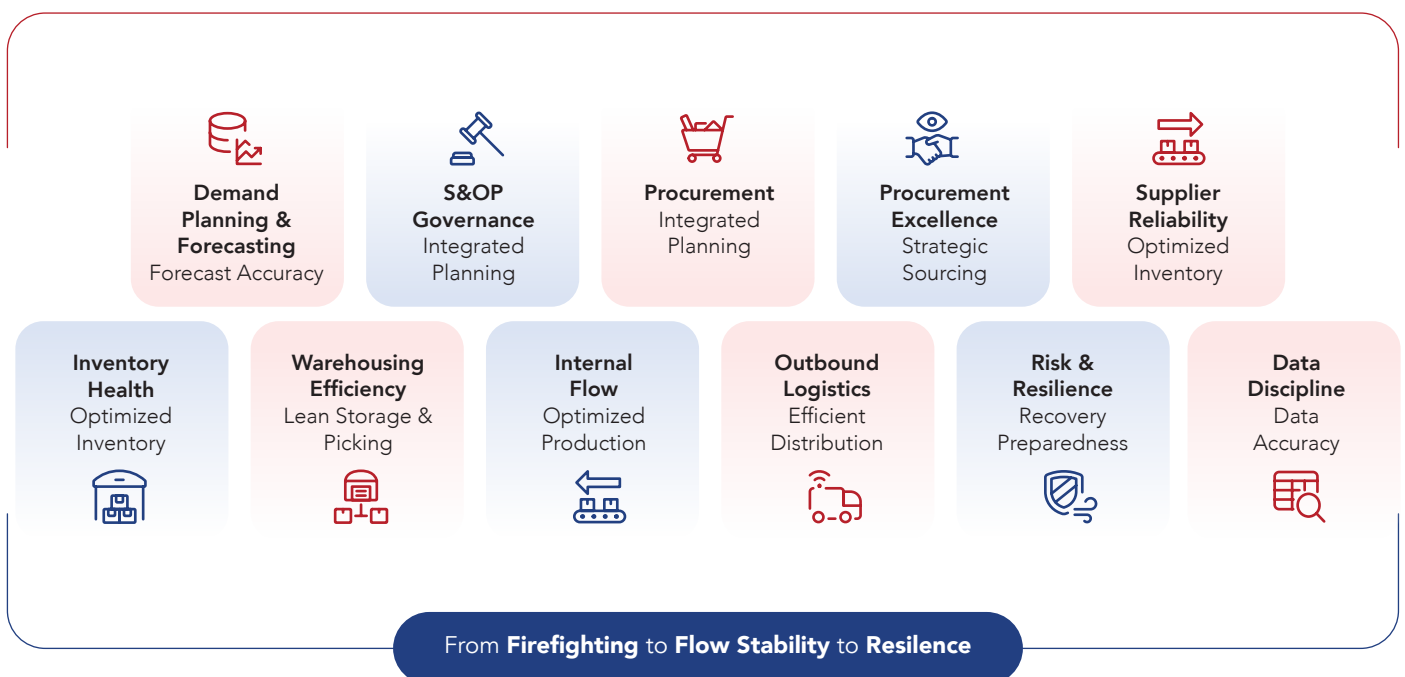 Demand
Planning &
Forecasting
Forecast Accuracy
S&OP
Governance
Integrated
Planning
Procurement
Integrated
Planning
Procurement
Excellence
Strategic
Sourcing
Supplier
Reliability
Optimized
Inventory
Inventory
Health
Optimized
Inventory
Warehousing
Efficiency
Lean Storage &
Picking
Internal
Flow
Optimized
Production
Outbound
Logistics
Efficient
Distribution
Risk &
Resilience
Recovery
Preparedness
Data
Discipline
Data
Accuracy
From Firefighting to Flow Stability to Resilence